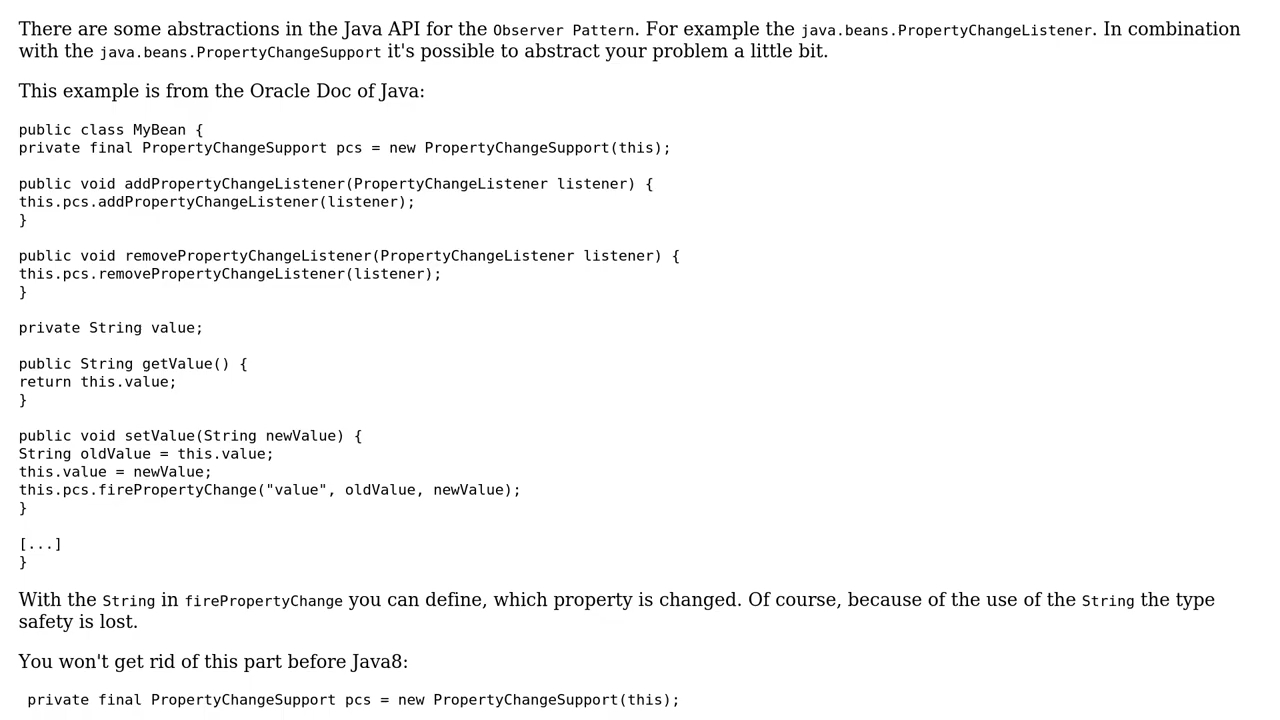 There are some abstractions in the Java API for the Observer Pattern. For example the java.beans.PropertyChangeListener. In combination
with the java.beans.PropertyChangeSupport it's possible to abstract your problem a little bit.
This example is from the Oracle Doc of Java:
public class MyBean {
private final PropertyChangeSupport pcs = new PropertyChangeSupport(this);
public void addPropertyChangeListener(PropertyChangeListener listener) {
this.pcs.addPropertyChangeListener(listener);
}
public void removePropertyChangeListener(PropertyChangeListener listener) {
this.pcs.removePropertyChangeListener(listener);
}
private String value;
public String getValue() {
return this.value;
}
public void setValue(String newValue) {
String oldValue = this.value;
this.value = newValue;
this.pcs.firePropertyChange("value", oldValue, newValue);
}
[...]
}
With the String in firePropertyChange you can define, which property is changed. Of course, because of the use of the String the type
safety is lost.
You won't get rid of this part before Java8:
private final PropertyChangeSupport pcs = new PropertyChangeSupport(this);